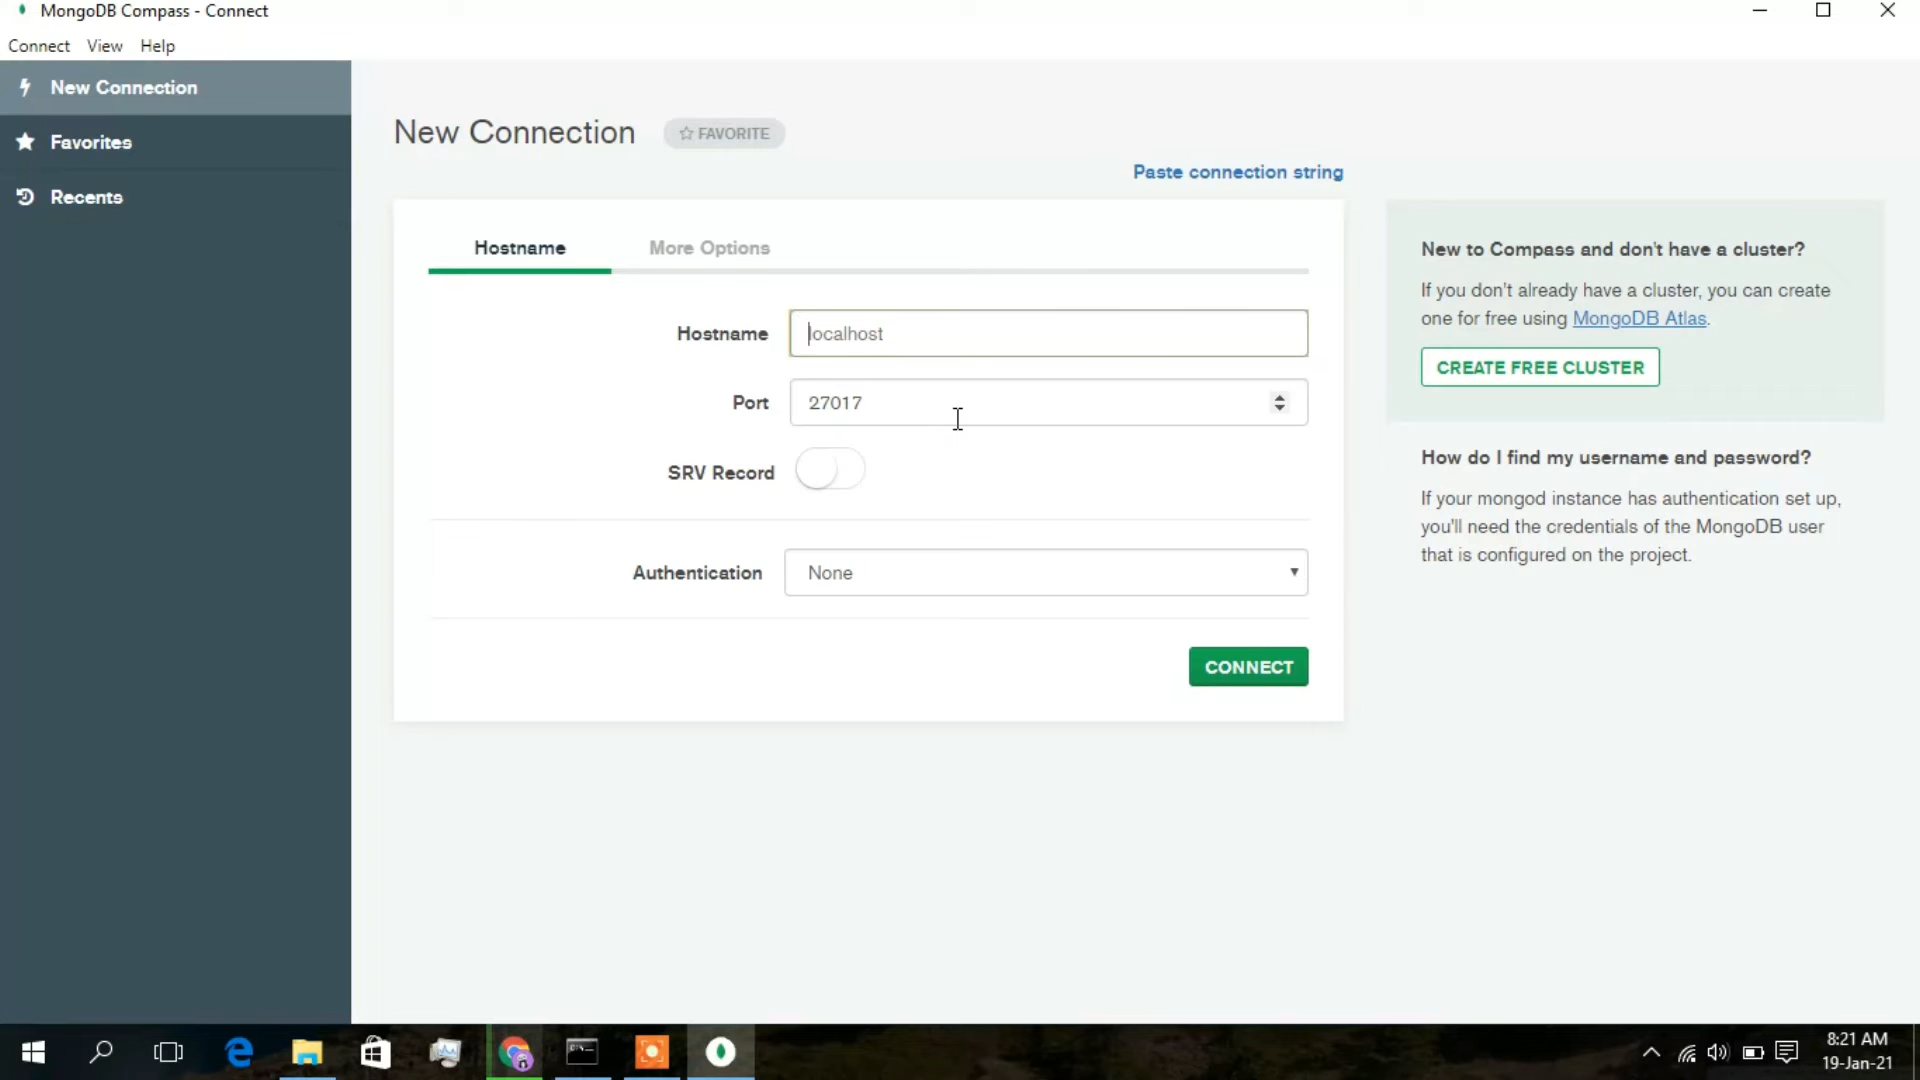 MongoDB Compass - Connect
Connect View Help
New Connection
Favorites
Recents
New Connection
FAVORITE
Paste connection string
Hostname More Options
Hostname localhost
Port 27017
SRV Record
Authentication None
CONNECT
New to Compass and don't have a cluster?
If you don't already have a cluster, you can create
one for free using MongoDB Atlas.
CREATE FREE CLUSTER
How do I find my username and password?
If your mongod instance has authentication set up,
you'll need the credentials of the MongoDB user
that is configured on the project.
8:21 AM
19-Jan-21